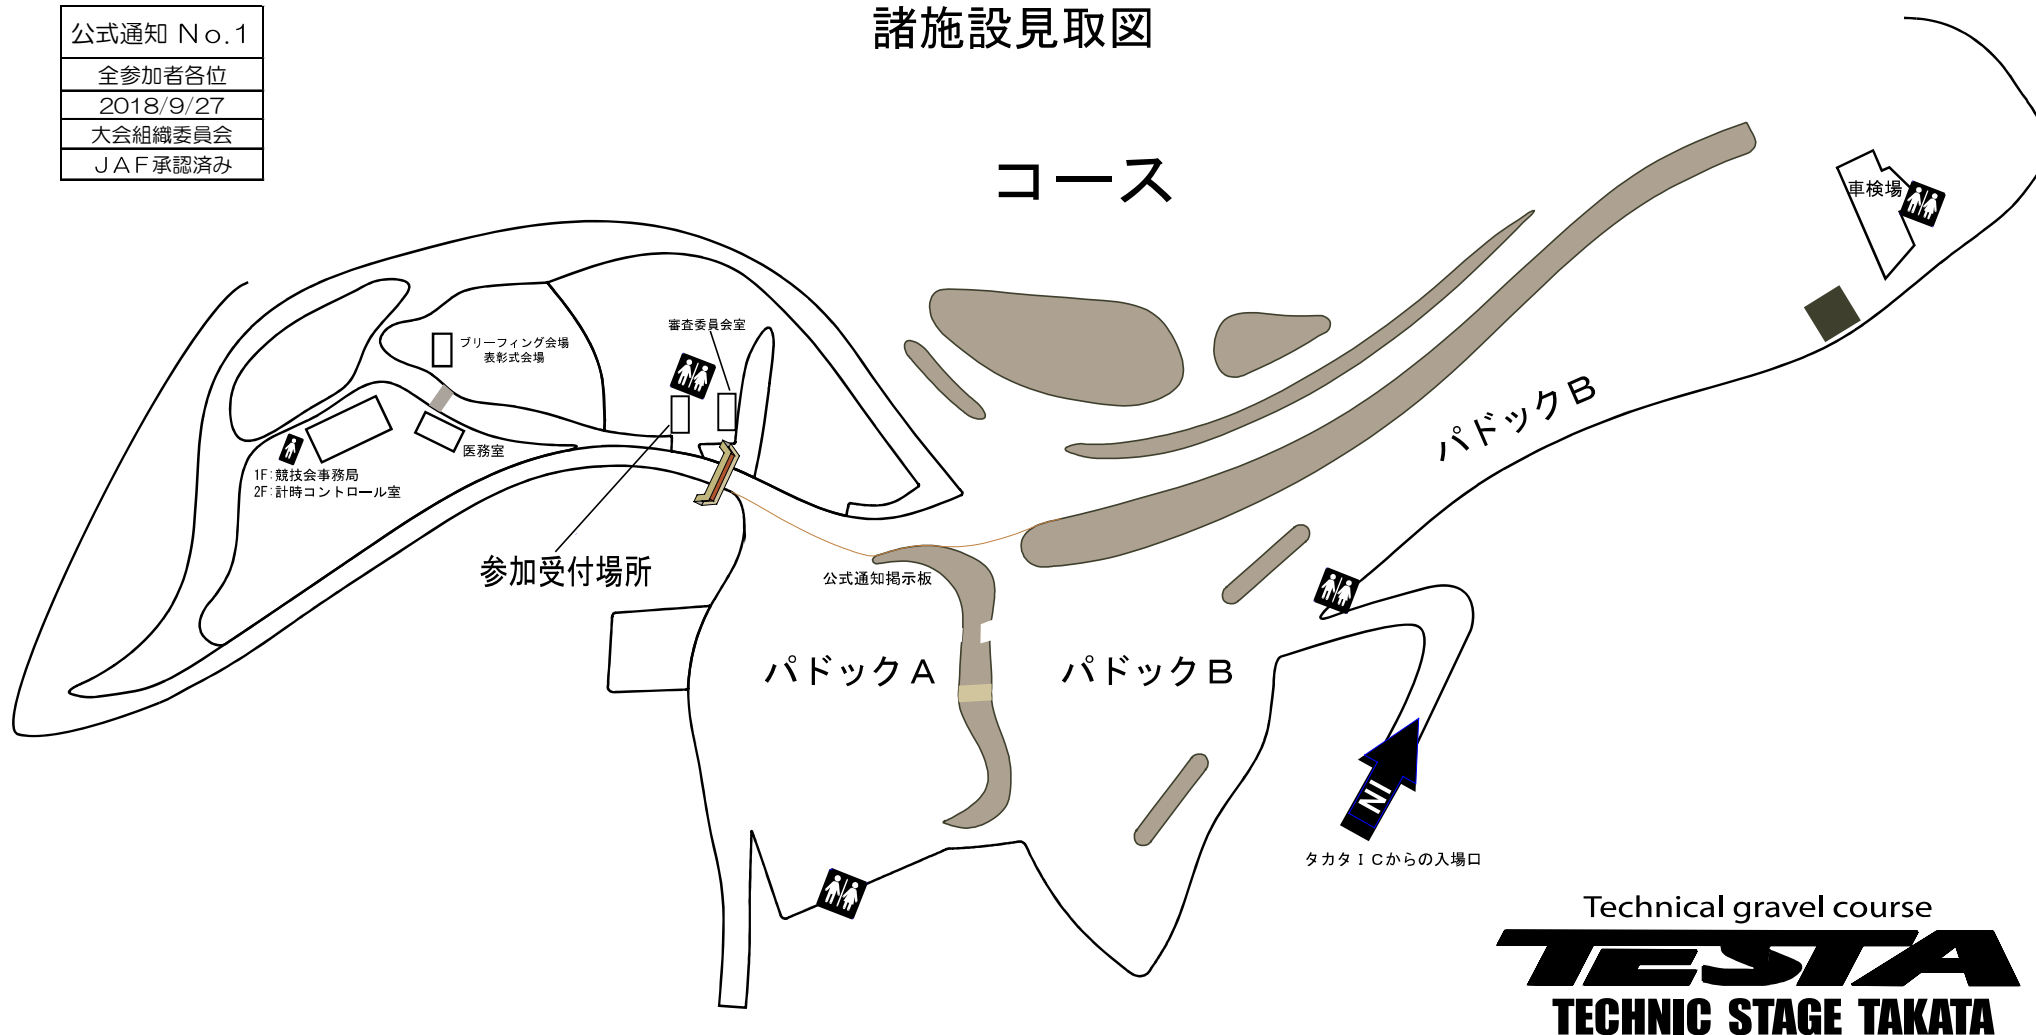 諸施設見取図
公式通知 No.1
全参加者各位
2018/9/27
大会組織委員会
JAF承認済み
コース
車検場
審査委員会室
ブリーフィング会場
表彰式会場
パドックB
医務室
1F:競技会事務局
2F:計時コントロール室
参加受付場所
公式通知掲示板
パドックA
パドックB
IN
タカタICからの入場口
Technical gravel course
TESTA
TECHNIC STAGE TAKATA